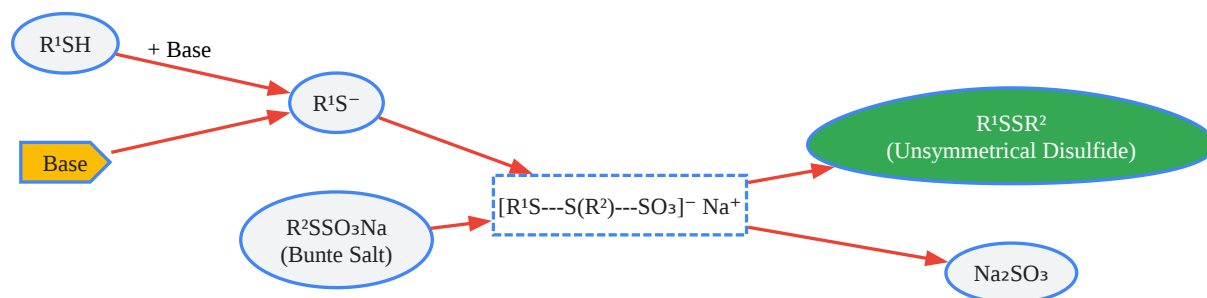 R¹SH
+ Base
R¹S⁻
Base
R²SSO₃Na
(Bunte Salt)
[R¹S---S(R²)---SO₃]⁻ Na⁺
R¹SSR²
(Unsymmetrical Disulfide)
Na₂SO₃